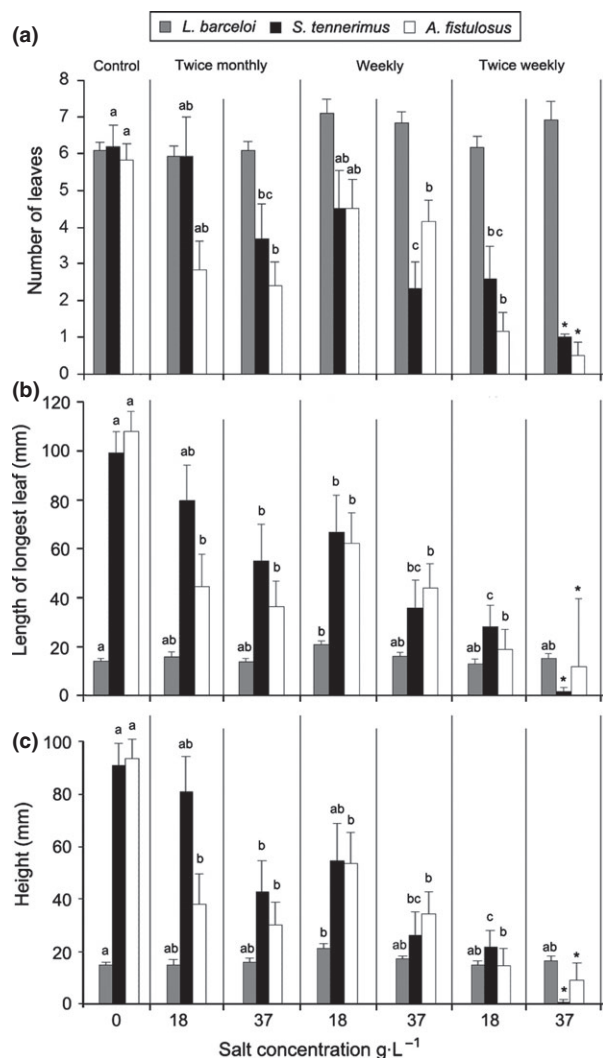 L. barceloi S. tennerimus A. fistulosus
(a)
Control Twice monthly Weekly Twice weekly
Number of leaves
8
7
6
5
4
3
2
1
0
a a ab ab bc b ab ab c b bc b * *
(b)
Length of longest leaf (mm)
120
100
80
60
40
20
0
a a a ab ab b ab b b b b b ab bc b ab c b ab * *
(c)
Height (mm)
100
80
60
40
20
0
a a a ab ab b ab b b b ab b ab bc b ab c b ab * *
0 18 37 18 37 18 37
Salt concentration g·L−1